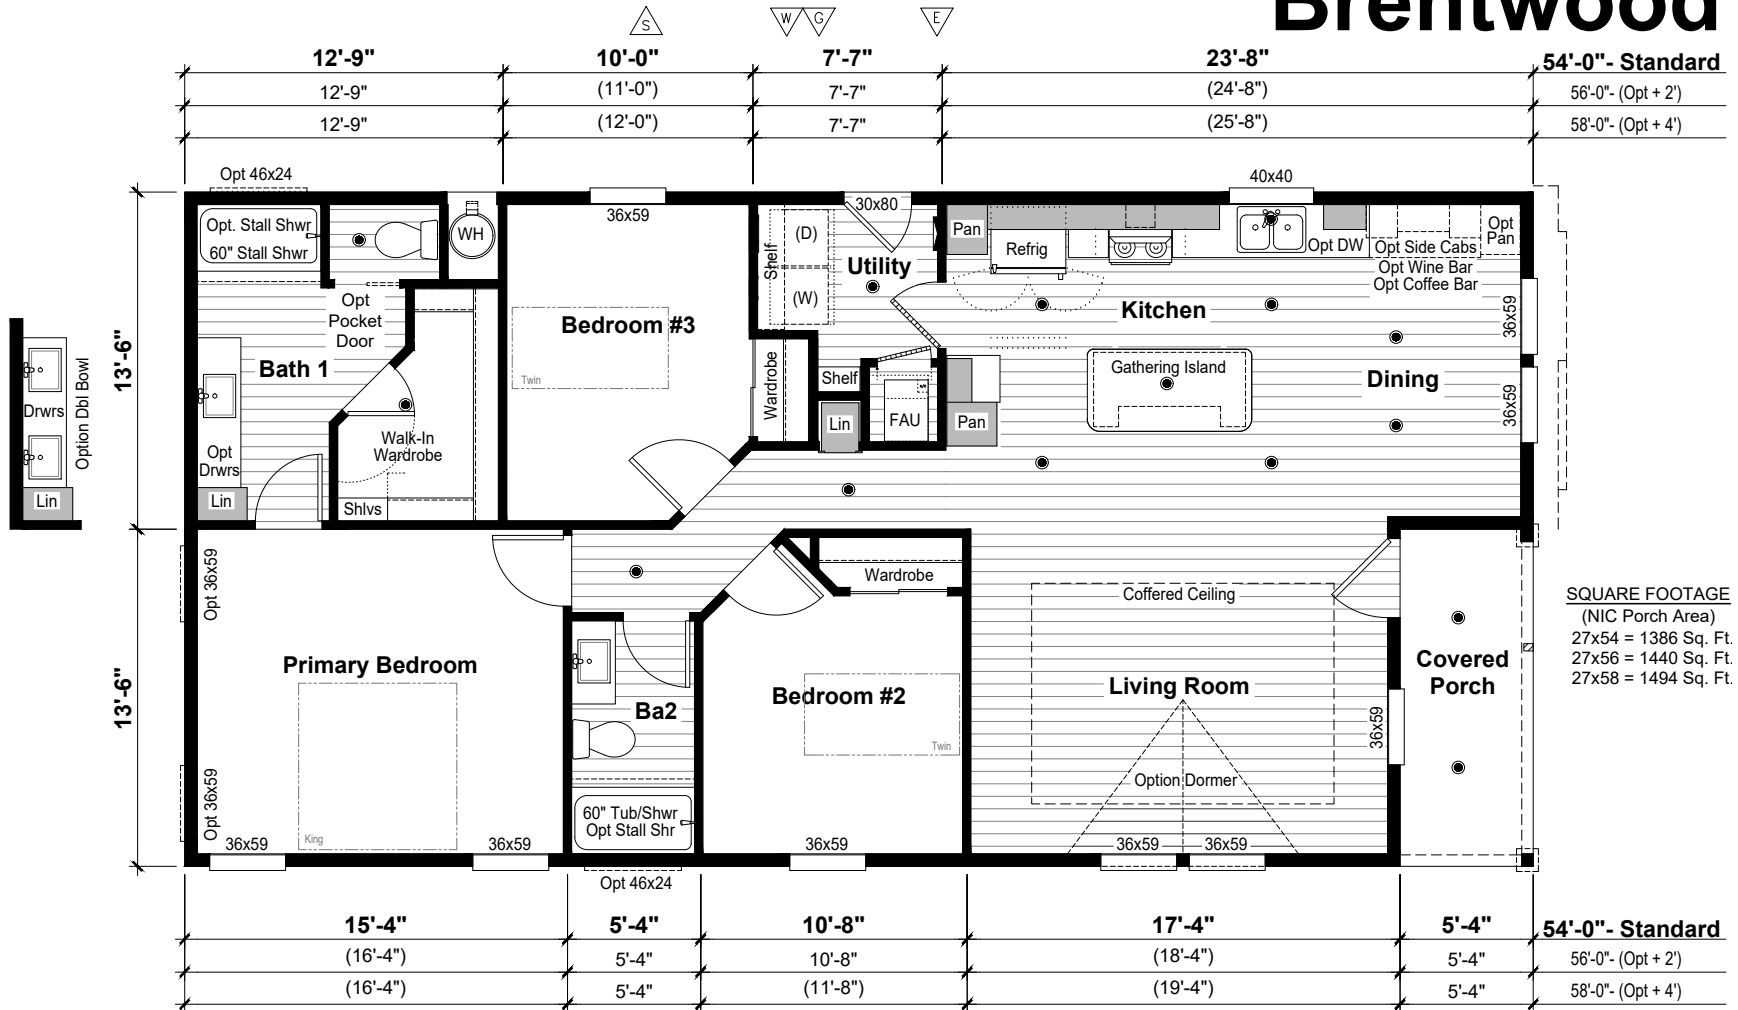 Brentwood
S
W
G
E
12'-9"
10'-0"
7'-7"
23'-8"
54'-0"- Standard
12'-9"
(11'-0")
7'-7"
(24'-8")
56'-0"- (Opt + 2')
12'-9"
(12'-0")
7'-7"
(25'-8")
58'-0"- (Opt + 4')
Opt 46x24
40x40
36x59
30x80
Opt. Stall Shwr
60" Stall Shwr
WH
Shelf
(D)
(W)
Utility
Pan
Refrig
Opt DW
Opt Side Cabs
Opt
Pan
Opt Wine Bar
Opt Coffee Bar
Kitchen
36x59
Opt
Pocket
Door
Bedroom #3
Twin
13'-6"
Bath 1
Wardrobe
Shelf
Gathering Island
Dining
36x59
Drwrs
Option Dbl Bowl
Lin
Walk-In
Wardrobe
Opt
Drwrs
Lin
Shlvs
Lin
FAU
Pan
Opt 36x59
Wardrobe
Coffered Ceiling
SQUARE FOOTAGE
(NIC Porch Area)
27x54 = 1386 Sq. Ft.
27x56 = 1440 Sq. Ft.
27x58 = 1494 Sq. Ft.
13'-6"
Primary Bedroom
King
Ba2
Bedroom #2
Twin
Living Room
Covered
Porch
36x59
Opt 36x59
Option Dormer
60" Tub/Shwr
Opt Stall Shr
36x59
36x59
36x59
36x59
36x59
Opt 46x24
15'-4"
5'-4"
10'-8"
17'-4"
5'-4"
54'-0"- Standard
(16'-4")
5'-4"
10'-8"
(18'-4")
5'-4"
56'-0"- (Opt + 2')
(16'-4")
5'-4"
(11'-8")
(19'-4")
5'-4"
58'-0"- (Opt + 4')